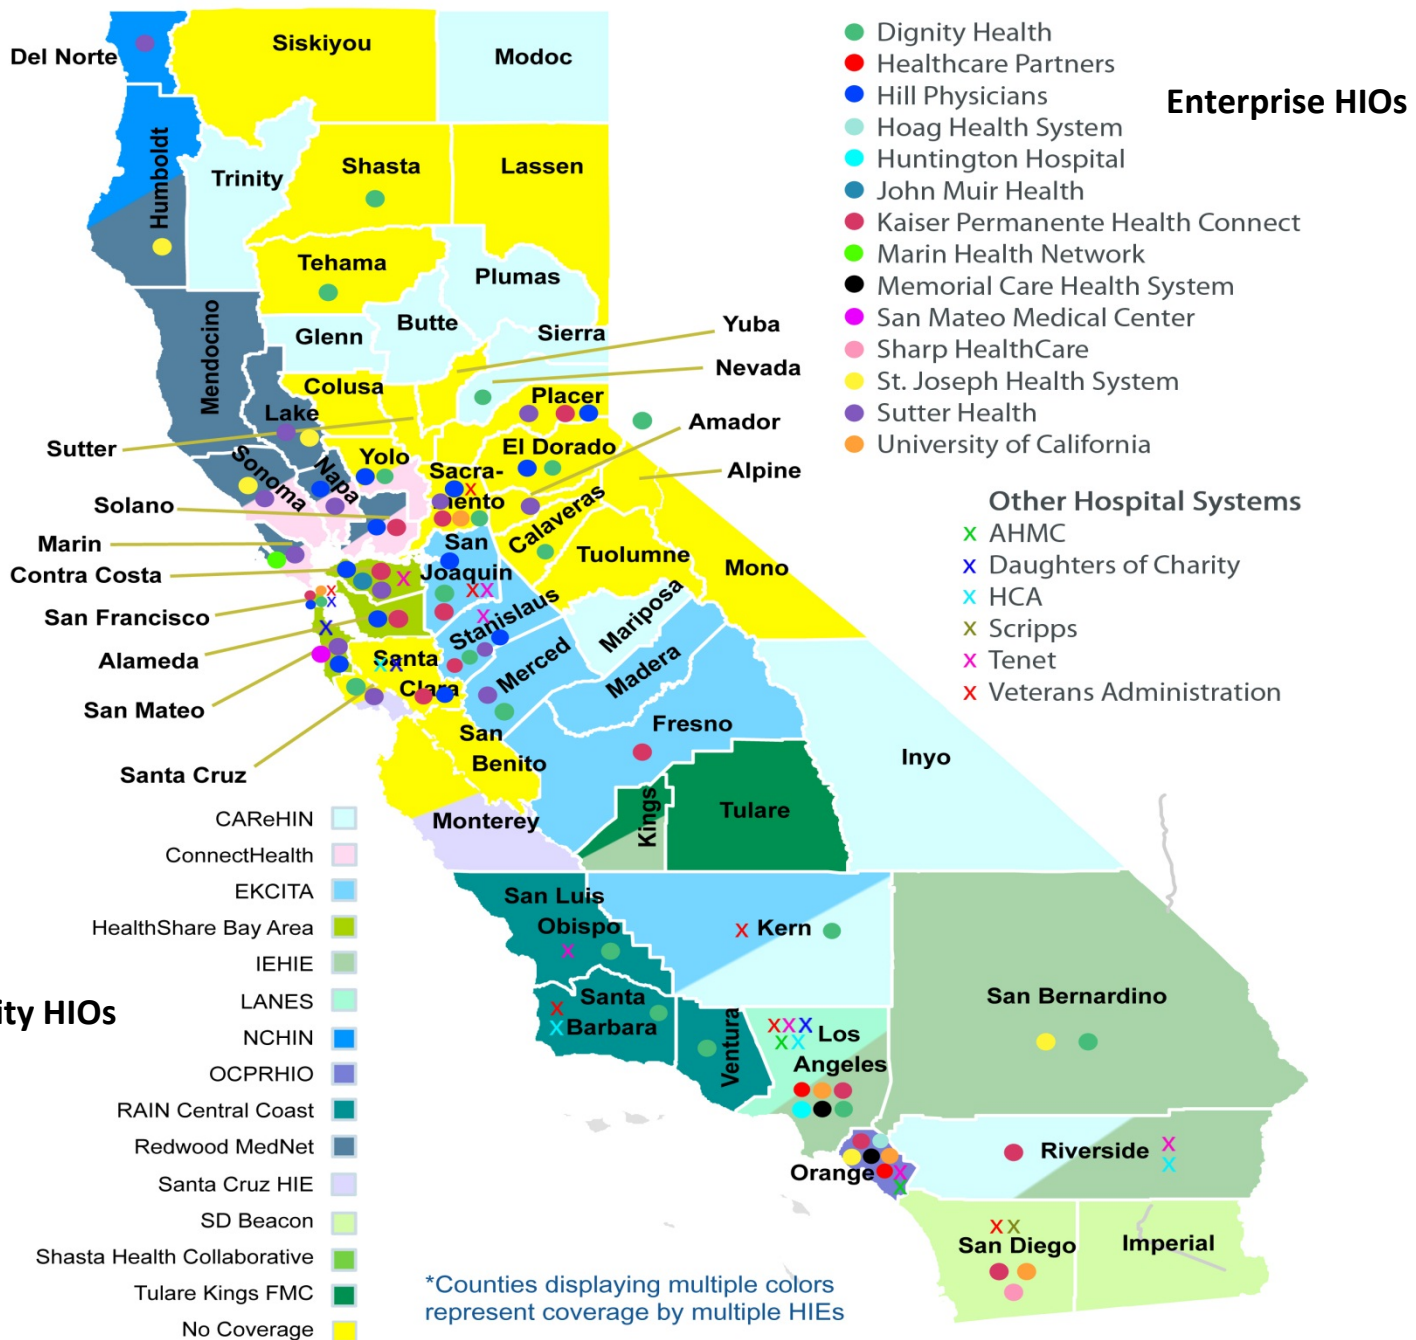 Del Norte
Siskiyou
Modoc
Humboldt
Trinity
Shasta
Lassen
Tehama
Plumas
Mendocino
Glenn
Butte
Sierra
Yuba
Nevada
Colusa
Lake
Placer
Amador
Sutter
Yolo
El Dorado
Alpine
Sonoma
Napa
Sacra-
mento
Solano
Calaveras
Marin
San
Joaquin
Tuolumne
Mono
Contra Costa
San Francisco
Stanislaus
Mariposa
Alameda
Santa
Clara
Merced
Madera
San Mateo
San
Benito
Fresno
Santa Cruz
Inyo
Monterey
Kings
Tulare
San Luis
Obispo
Kern
Santa
Barbara
Ventura
Los
Angeles
San Bernardino
Orange
Riverside
San Diego
Imperial
Enterprise HIOs
Dignity Health
Healthcare Partners
Hill Physicians
Hoag Health System
Huntington Hospital
John Muir Health
Kaiser Permanente Health Connect
Marin Health Network
Memorial Care Health System
San Mateo Medical Center
Sharp HealthCare
St. Joseph Health System
Sutter Health
University of California
Other Hospital Systems
x AHMC
x Daughters of Charity
x HCA
x Scripps
x Tenet
x Veterans Administration
ity HIOs
CAReHIN
ConnectHealth
EKCITA
HealthShare Bay Area
IEHIE
LANES
NCHIN
OCPRHIO
RAIN Central Coast
Redwood MedNet
Santa Cruz HIE
SD Beacon
Shasta Health Collaborative
Tulare Kings FMC
No Coverage
*Counties displaying multiple colors
represent coverage by multiple HIEs